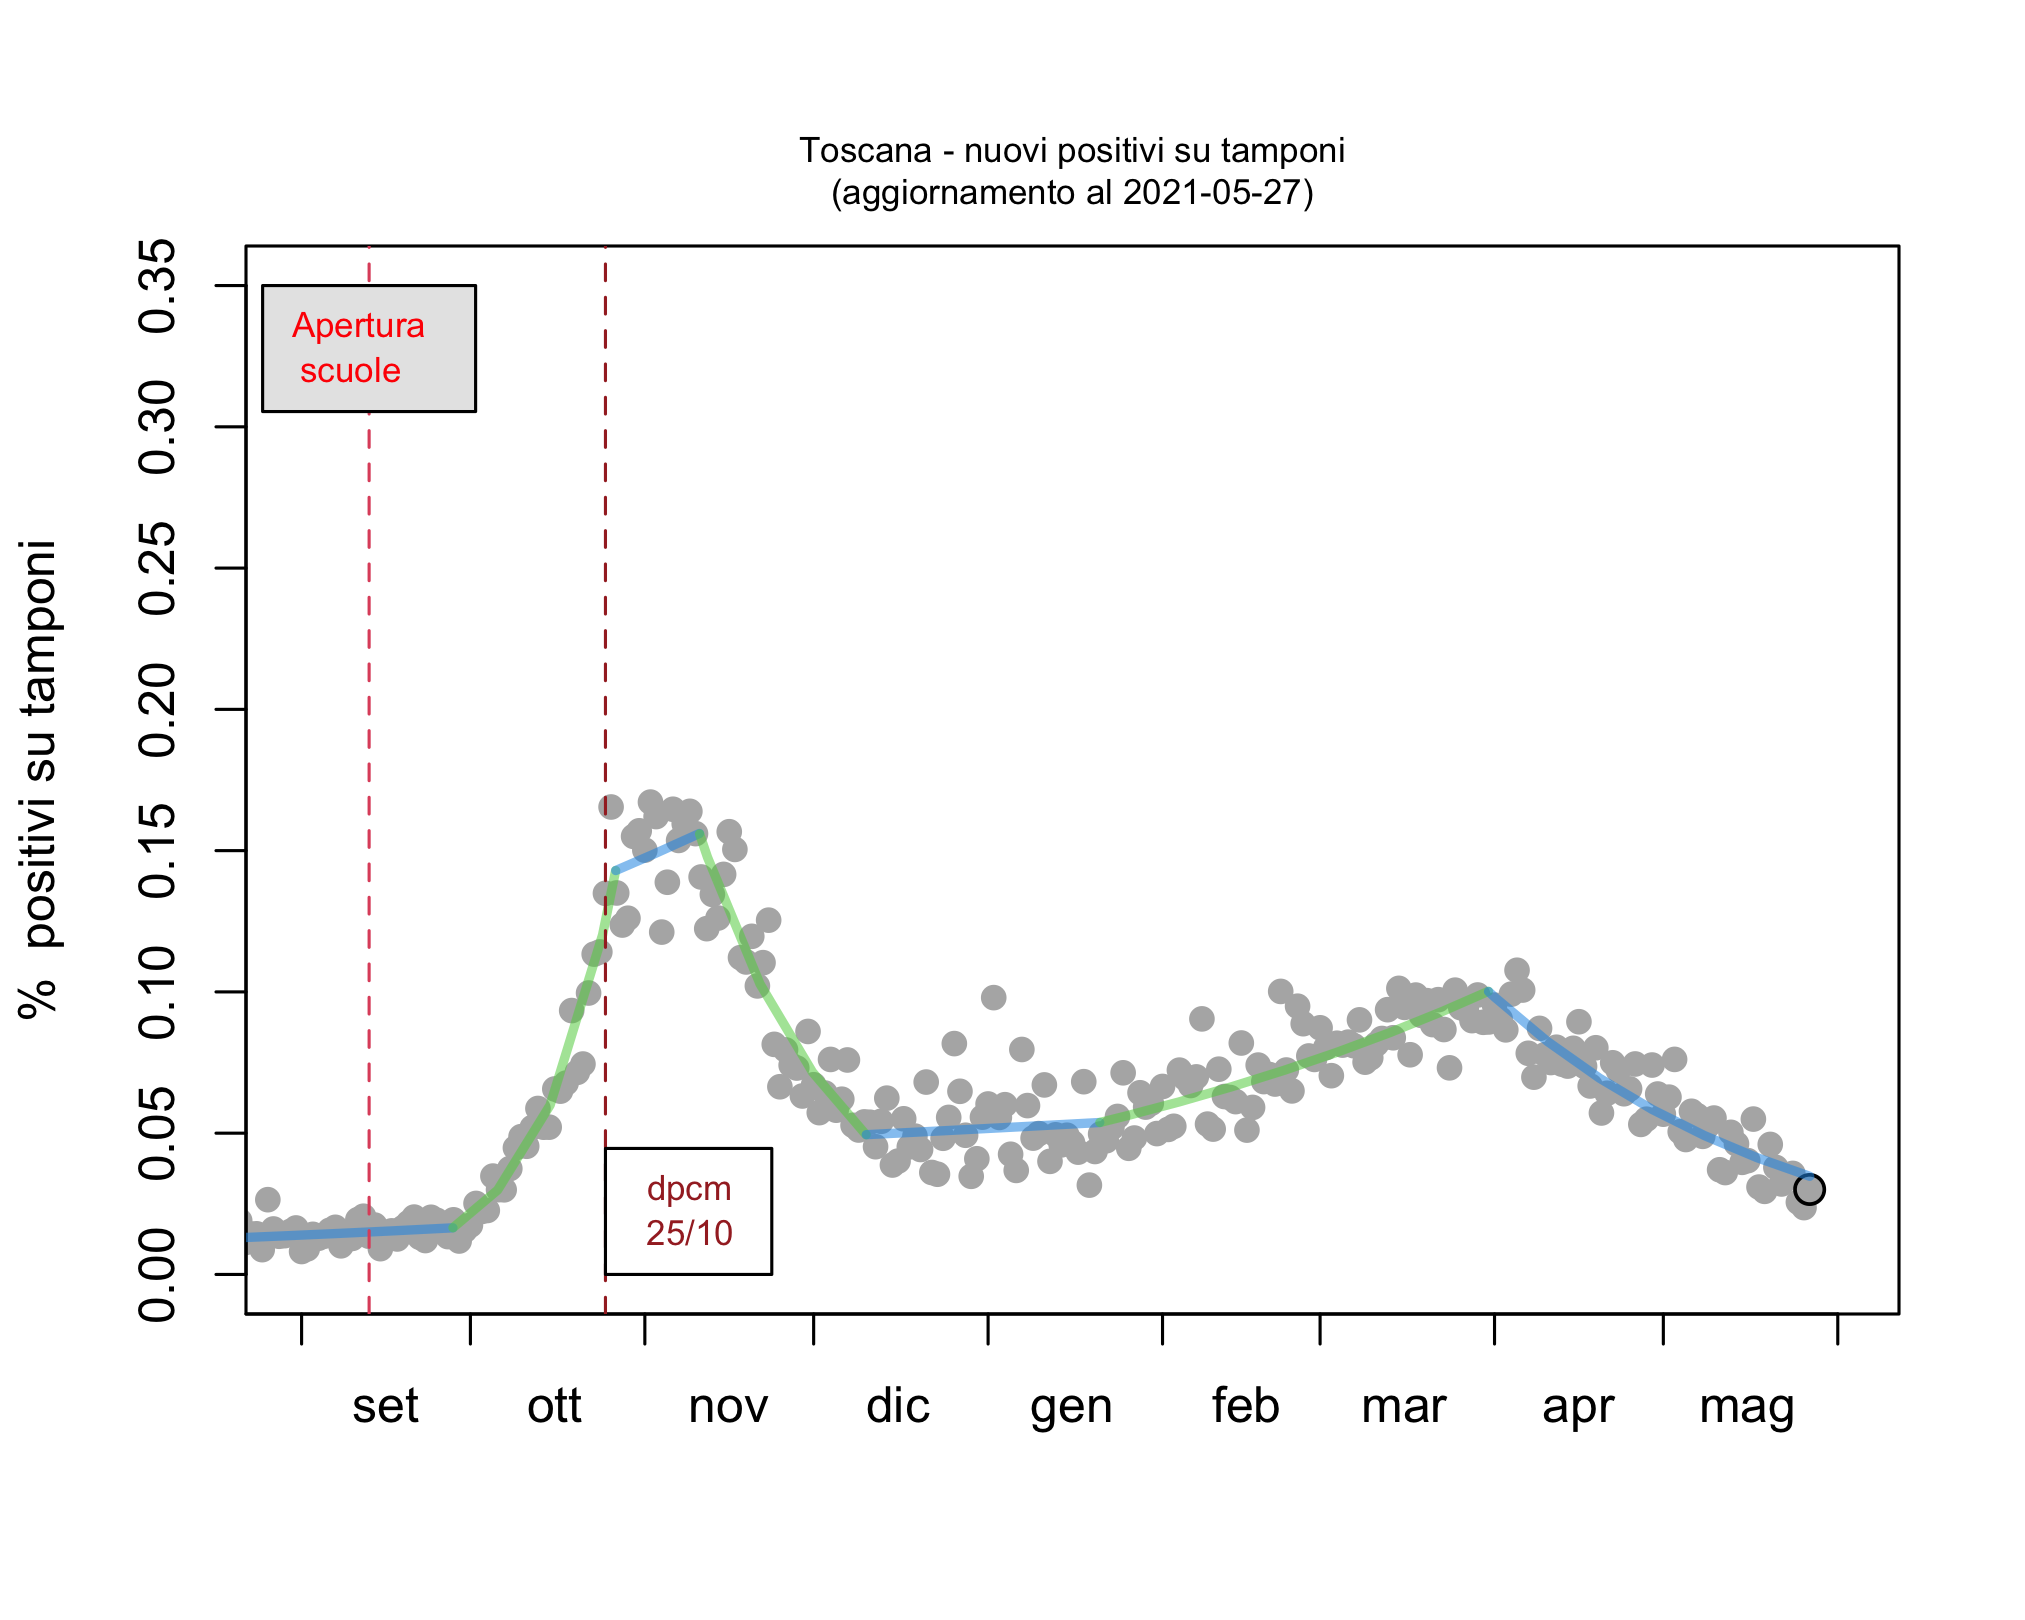 Toscana - nuovi positivi su tamponi
(aggiornamento al 2021-05-27)
% positivi su tamponi
0.35
0.30
0.25
0.20
0.15
0.10
0.05
0.00
Apertura
scuole
dpcm
25/10
set ott nov dic gen feb mar apr mag